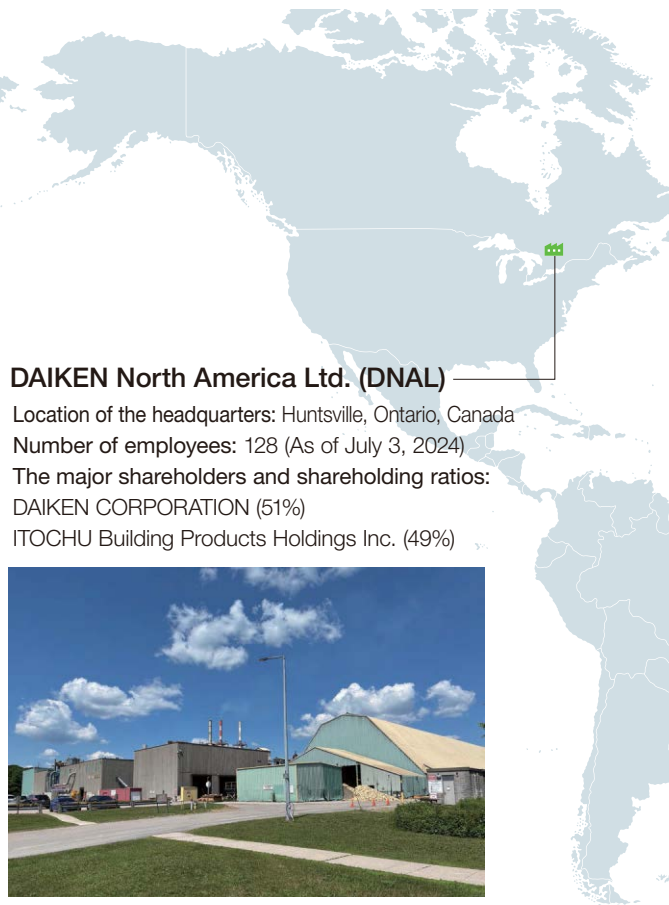 DAIKEN North America Ltd. (DNAL)
Location of the headquarters: Huntsville, Ontario, Canada
Number of employees: 128 (As of July 3, 2024)
The major shareholders and shareholding ratios:
DAIKEN CORPORATION (51%)
ITOCHU Building Products Holdings Inc. (49%)